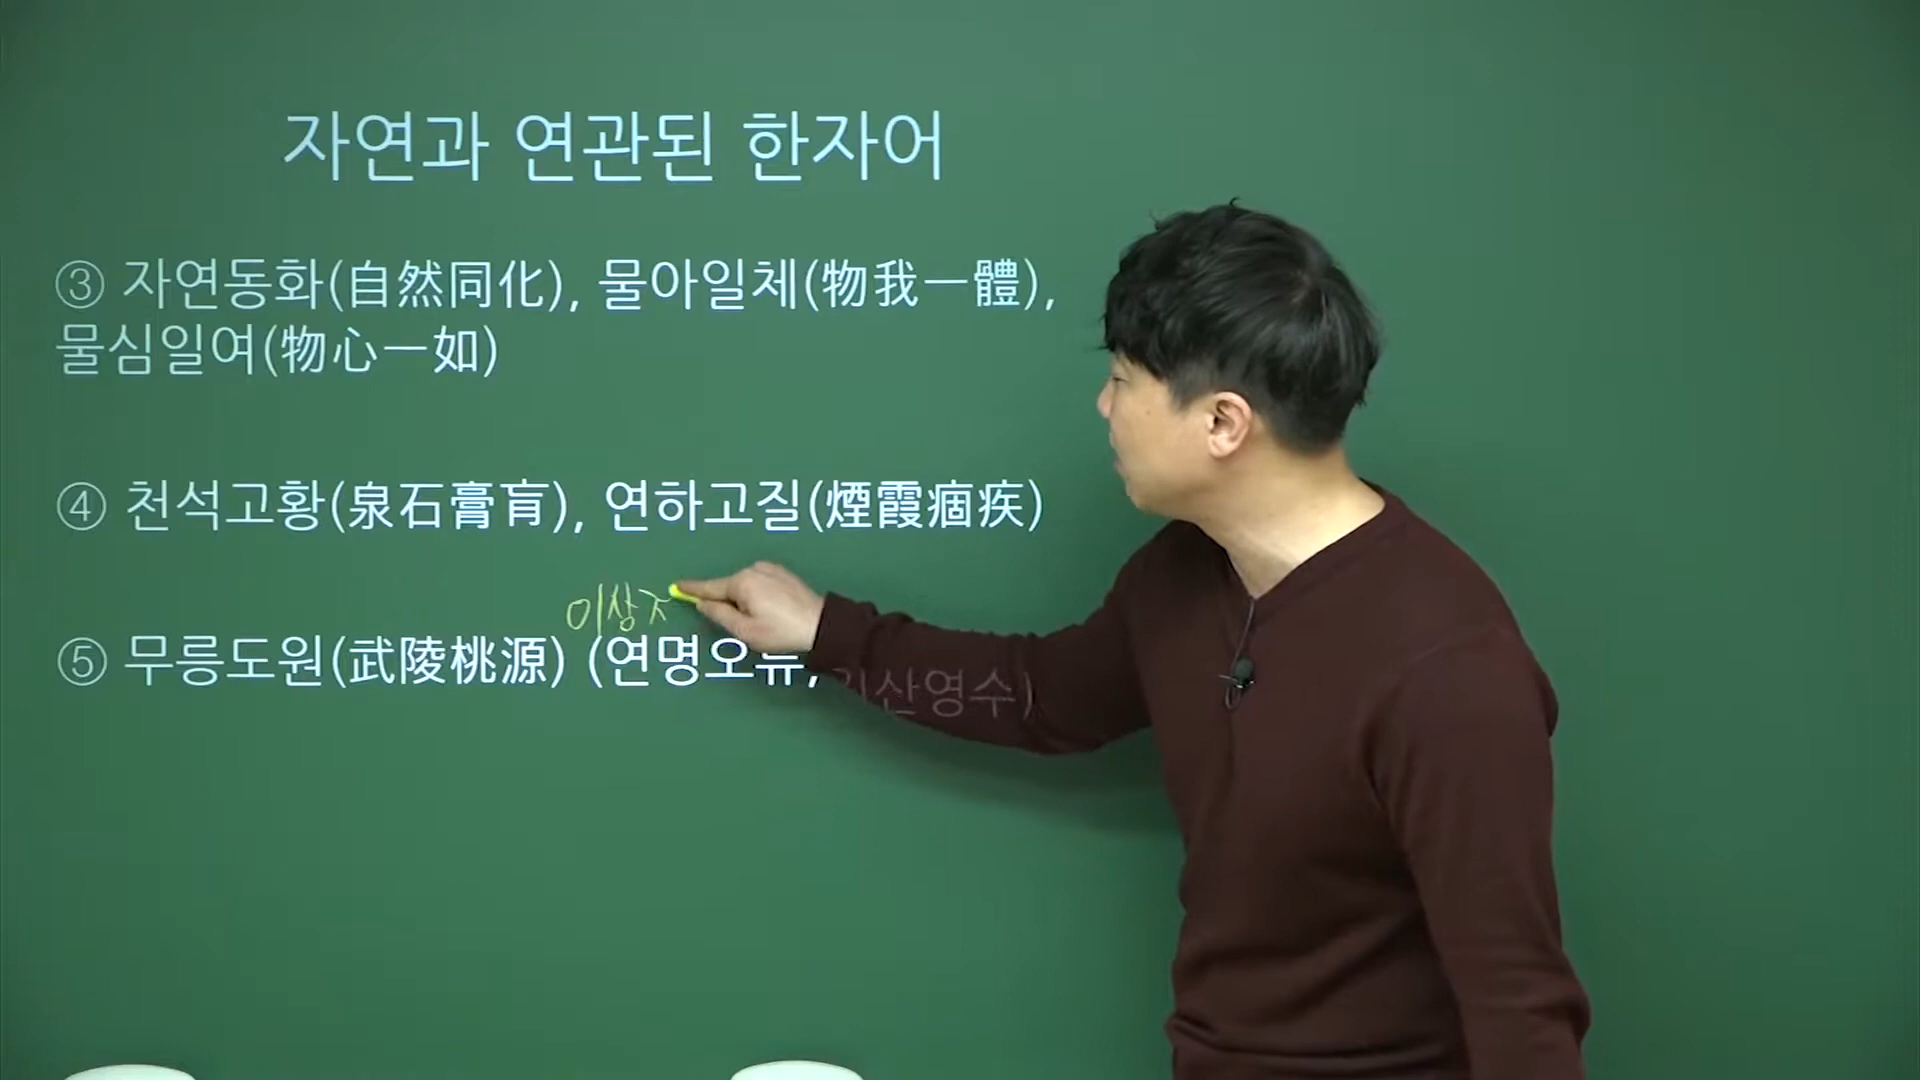 자연과 연관된 한자어
③ 자연동화(自然同化), 물아일체(物我一體),
물심일여(物心一如)
④ 천석고황(泉石膏肓), 연하고질(煙霞痼疾)
이상
⑤ 무릉도원(武陵桃源) (연명오류,
산영수)